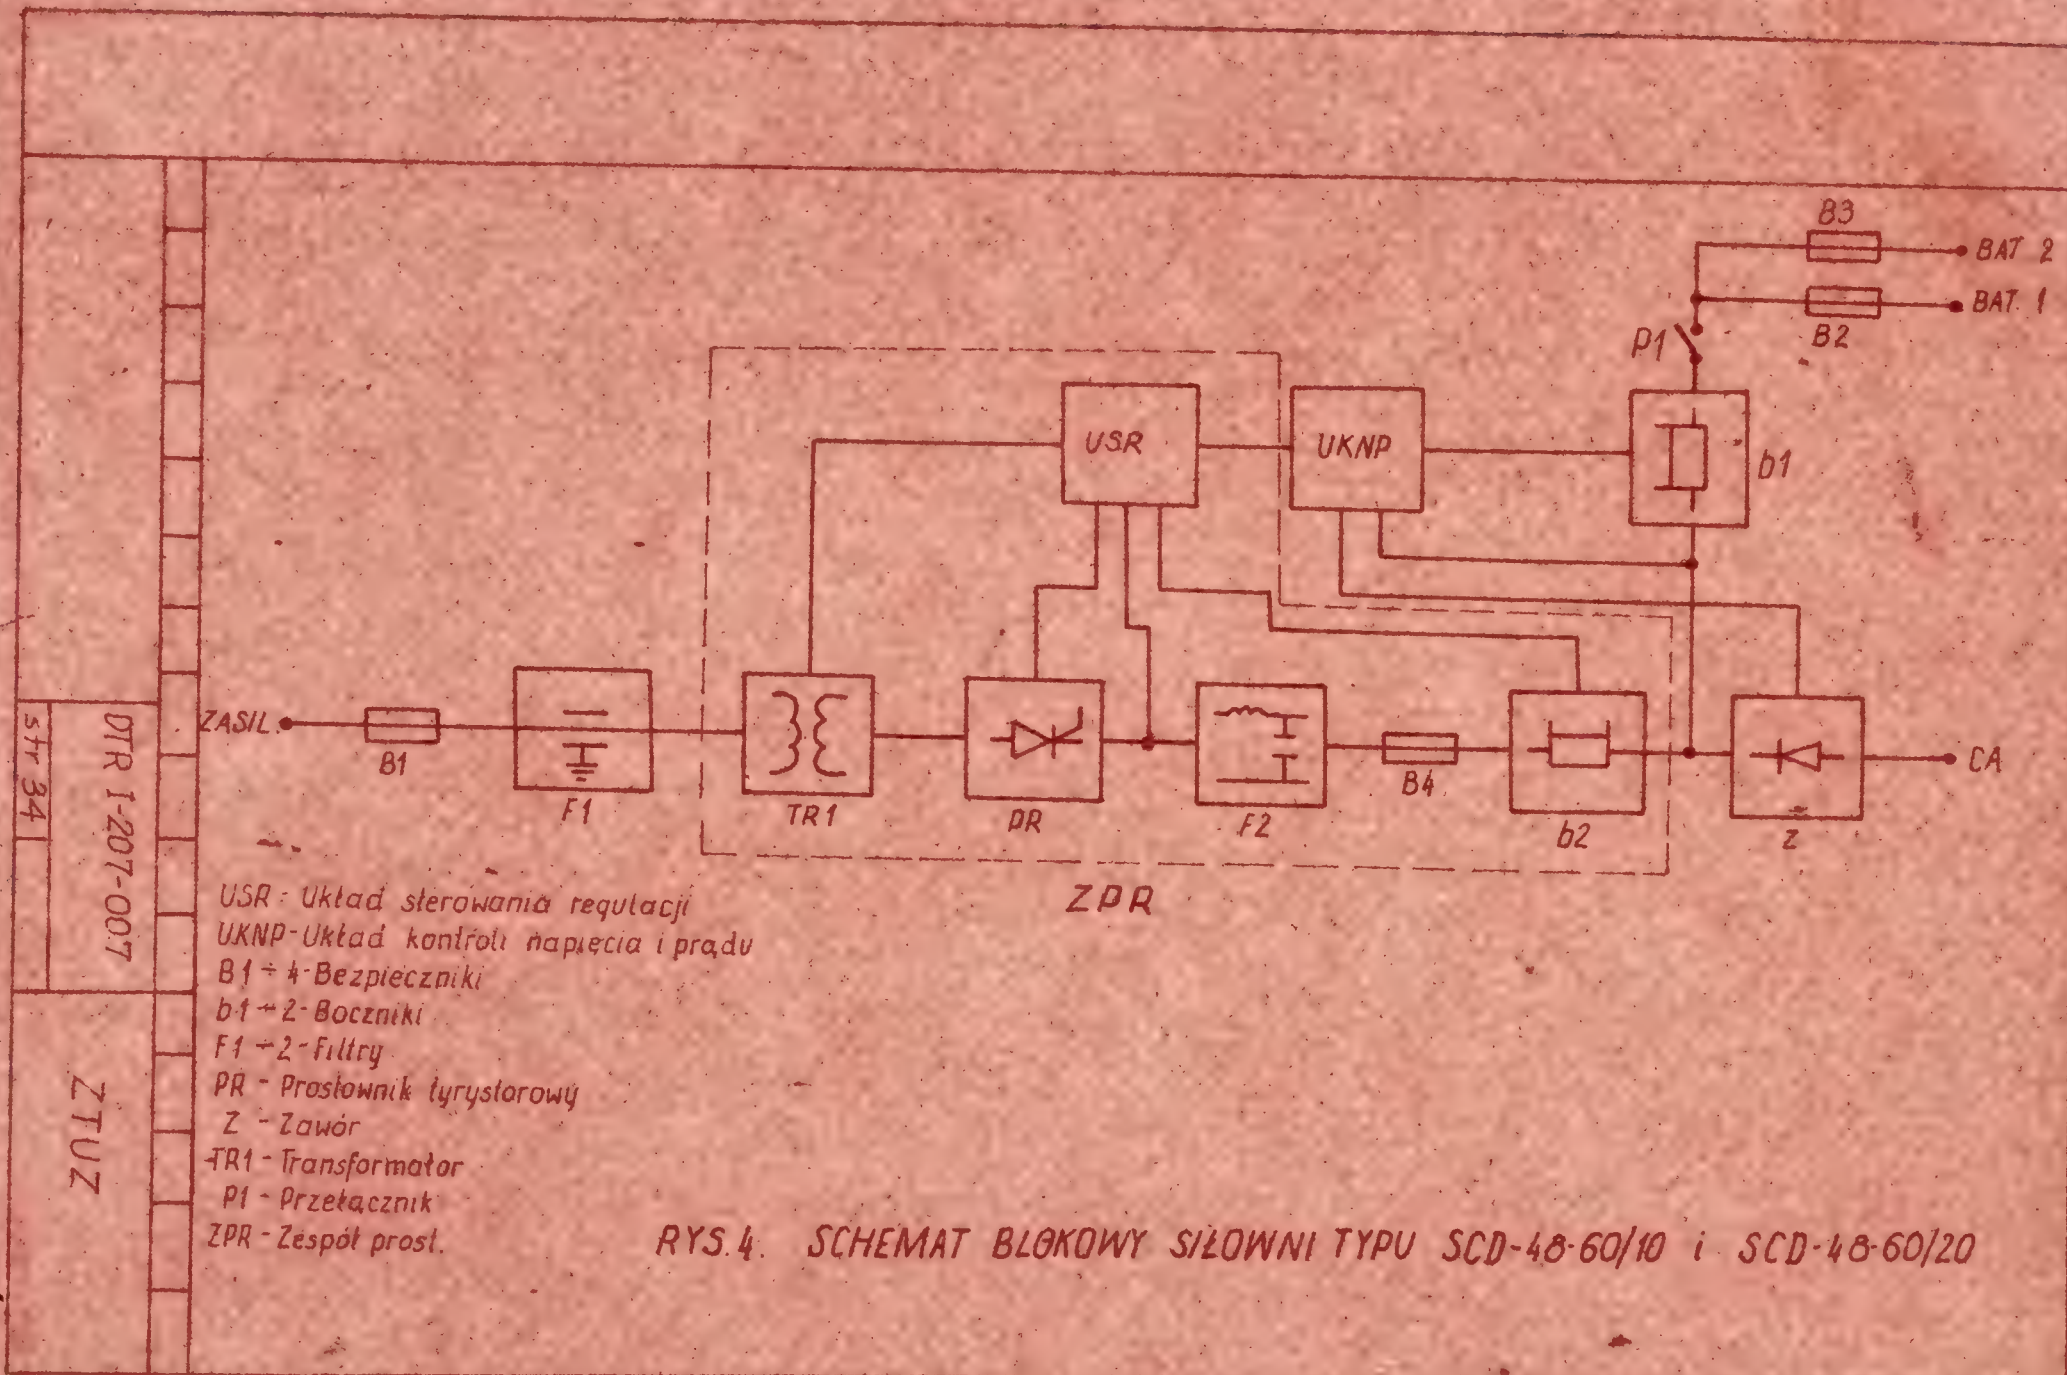 B3
BAT 2
BAT. 1
B2
P1
USR
UKNP
b1
ZASIL.
B1
F1
TR1
PR
F2
B4
b2
Z
CA
ZPR
USR - Układ sterowania regulacji
UKNP - Układ kontroli napięcia i prądu
B1 ÷ 4 - Bezpieczniki
b1 ÷ 2 - Boczniki
F1 ÷ 2 - Filtry
PR - Prostownik tyrystorowy
Z - Zawór
TR1 - Transformator
P1 - Przełącznik
ZPR - Zespół prost.
RYS. 4. SCHEMAT BLOKOWY SIŁOWNI TYPU SCD-48-60/10 i SCD-48-60/20
DTR I-207-007
str 34
ZTUZ